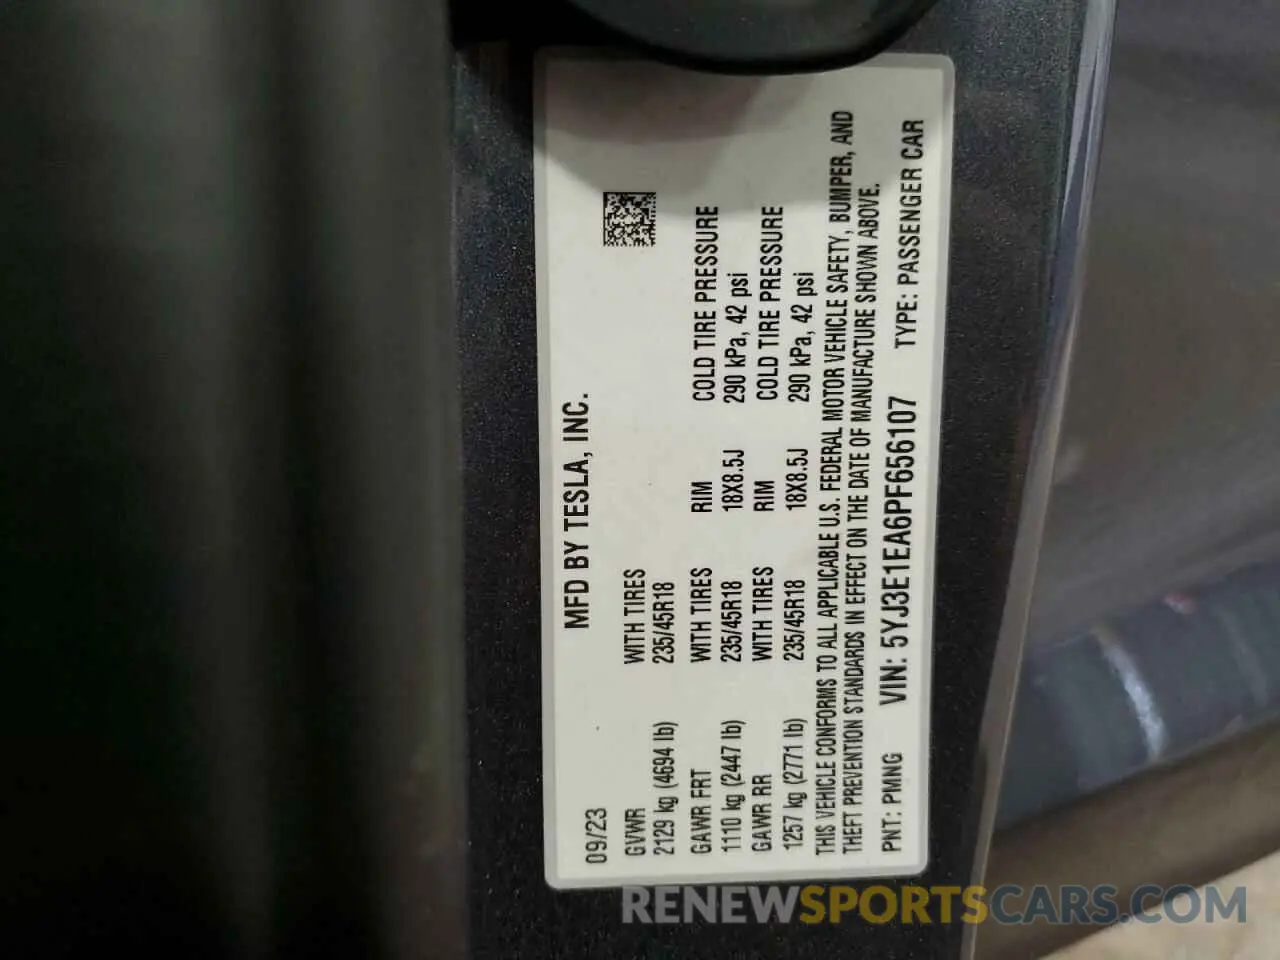 MFD BY TESLA, INC.
09/23
GVWR WITH TIRES
2129 kg (4694 lb) 235/45R18
GAWR FRT WITH TIRES RIM COLD TIRE PRESSURE
1110 kg (2447 lb) 235/45R18 18X8.5J 290 kPa, 42 psi
GAWR RR WITH TIRES RIM COLD TIRE PRESSURE
1257 kg (2771 lb) 235/45R18 18X8.5J 290 kPa, 42 psi
THIS VEHICLE CONFORMS TO ALL APPLICABLE U.S. FEDERAL MOTOR VEHICLE SAFETY, BUMPER, AND
THEFT PREVENTION STANDARDS IN EFFECT ON THE DATE OF MANUFACTURE SHOWN ABOVE.
PNT: PMNG VIN: 5YJ3E1EA6PF656107 TYPE: PASSENGER CAR
RENEWSPORTSCARS.COM